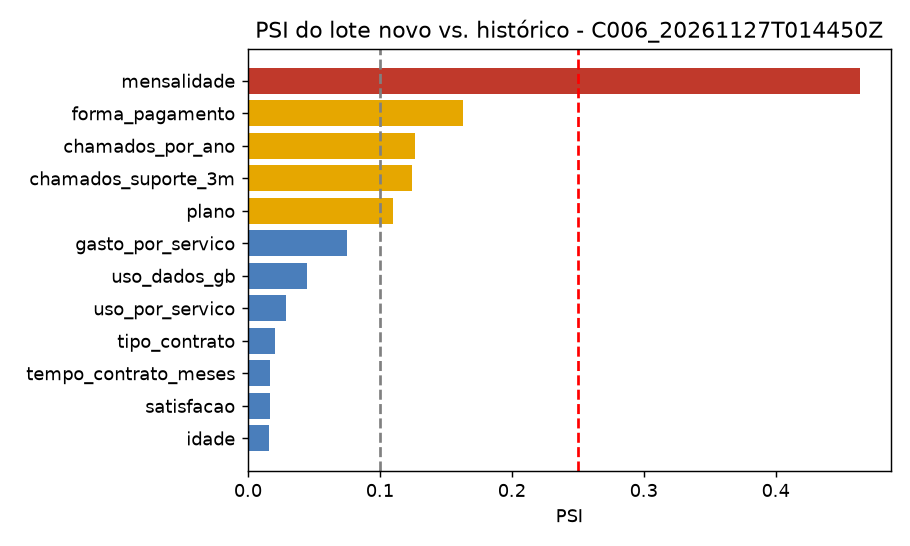 PSI do lote novo vs. histórico - C006_20261127T014450Z
mensalidade
forma_pagamento
chamados_por_ano
chamados_suporte_3m
plano
gasto_por_servico
uso_dados_gb
uso_por_servico
tipo_contrato
tempo_contrato_meses
satisfacao
idade
0.0 0.1 0.2 0.3 0.4
PSI